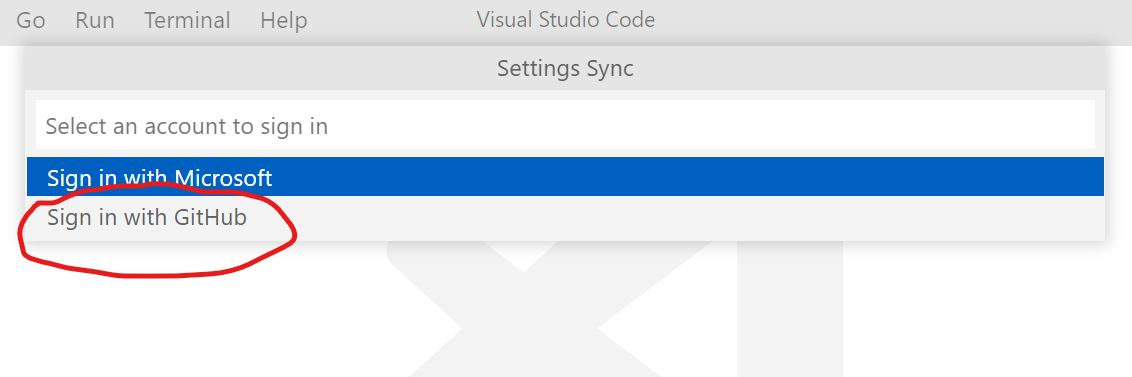 Go Run Terminal Help Visual Studio Code
Settings Sync
Select an account to sign in
Sign in with Microsoft
Sign in with GitHub